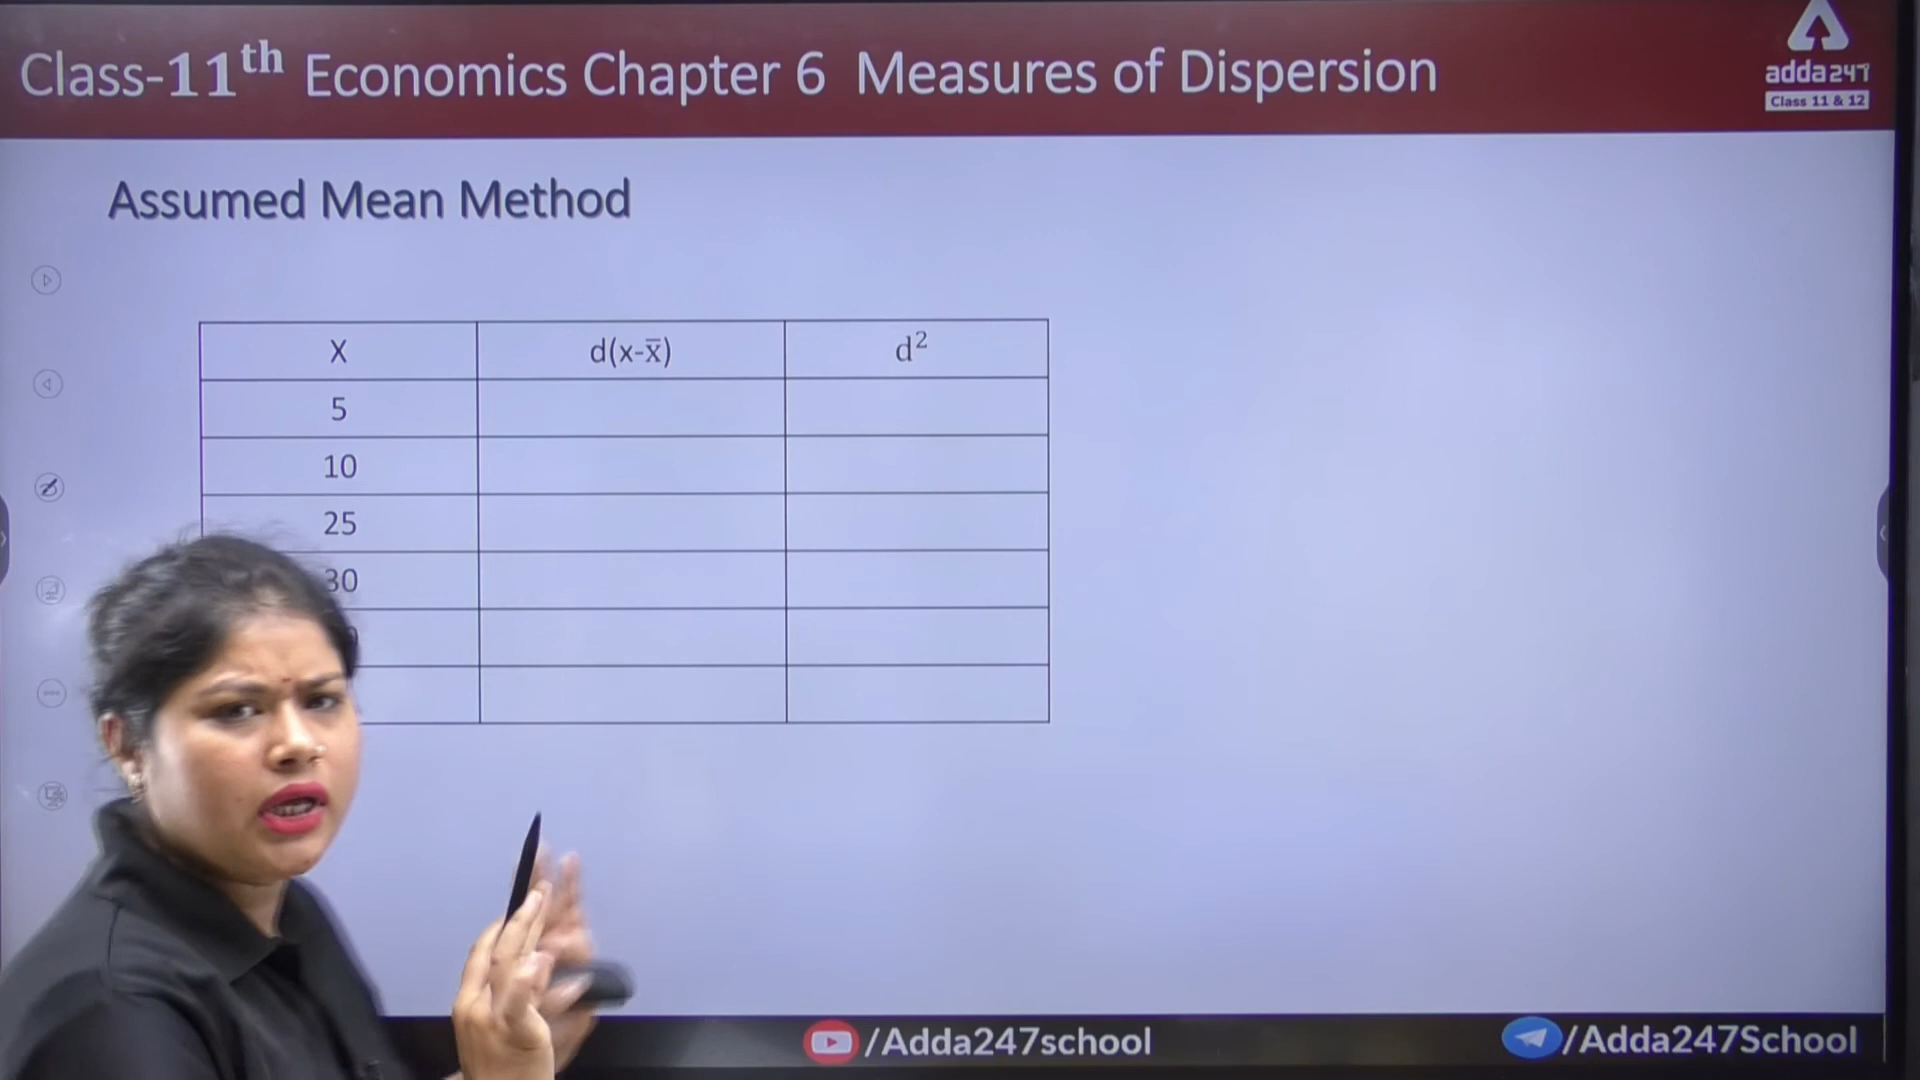 Class-11th Economics Chapter 6 Measures of Dispersion
adda247
Class 11 & 12
Assumed Mean Method
X d(x-x̅) d²
5
10
25
30
/Adda247school
/Adda247School